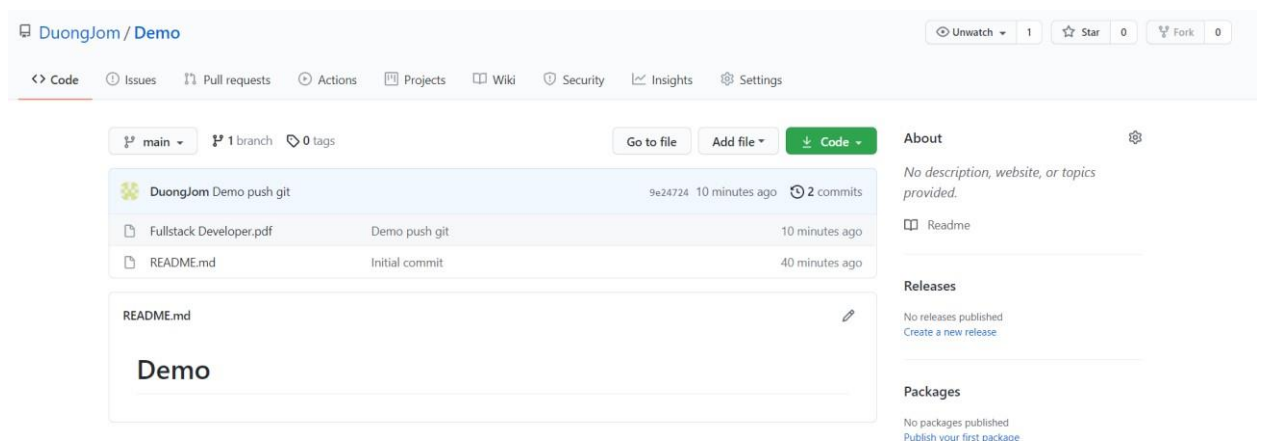 DuongJom / Demo
Unwatch 1 Star 0 Fork 0
<> Code Issues Pull requests Actions Projects Wiki Security Insights Settings
main 1 branch 0 tags Go to file Add file Code
DuongJom Demo push git 9e24724 10 minutes ago 2 commits
Fullstack Developer.pdf Demo push git 10 minutes ago
README.md Initial commit 40 minutes ago
README.md
Demo
About
No description, website, or topics
provided.
Readme
Releases
No releases published
Create a new release
Packages
No packages published
Publish your first package